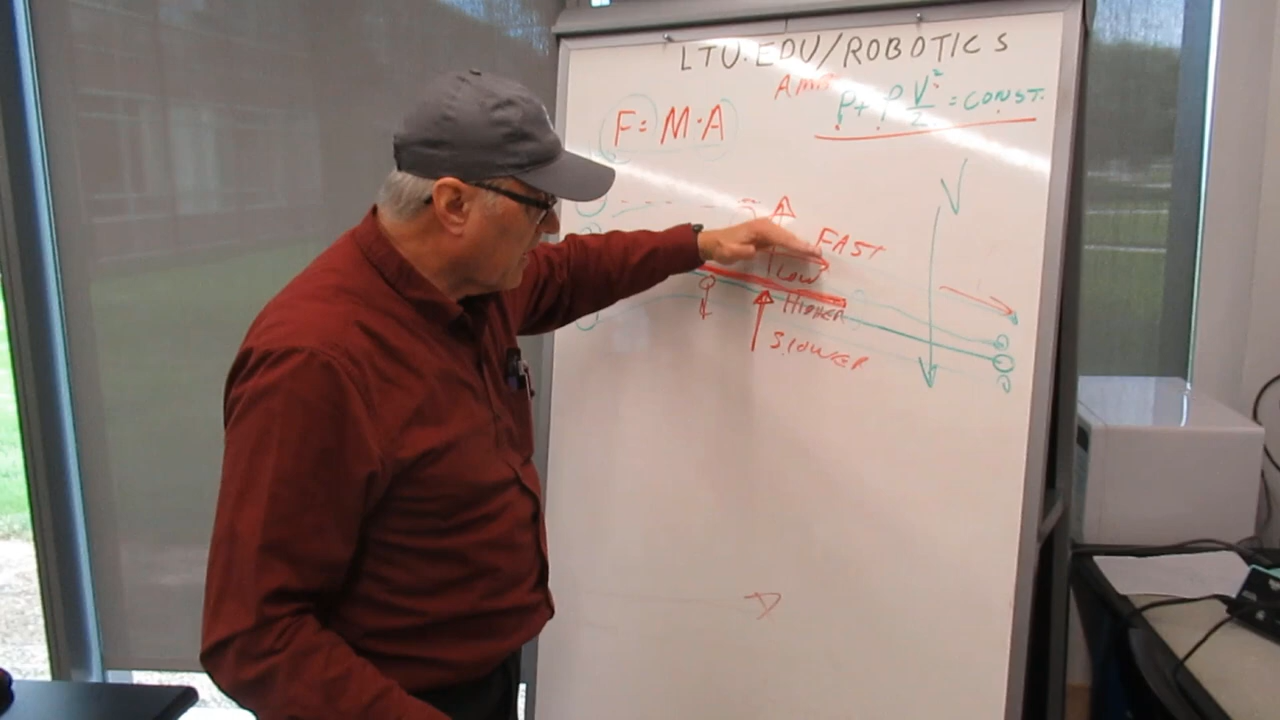 LTU.EDU/ROBOTICS
F=M·A
P+ρV²/2=CONST.
V
FAST
LOW
HIGHER
SLOWER